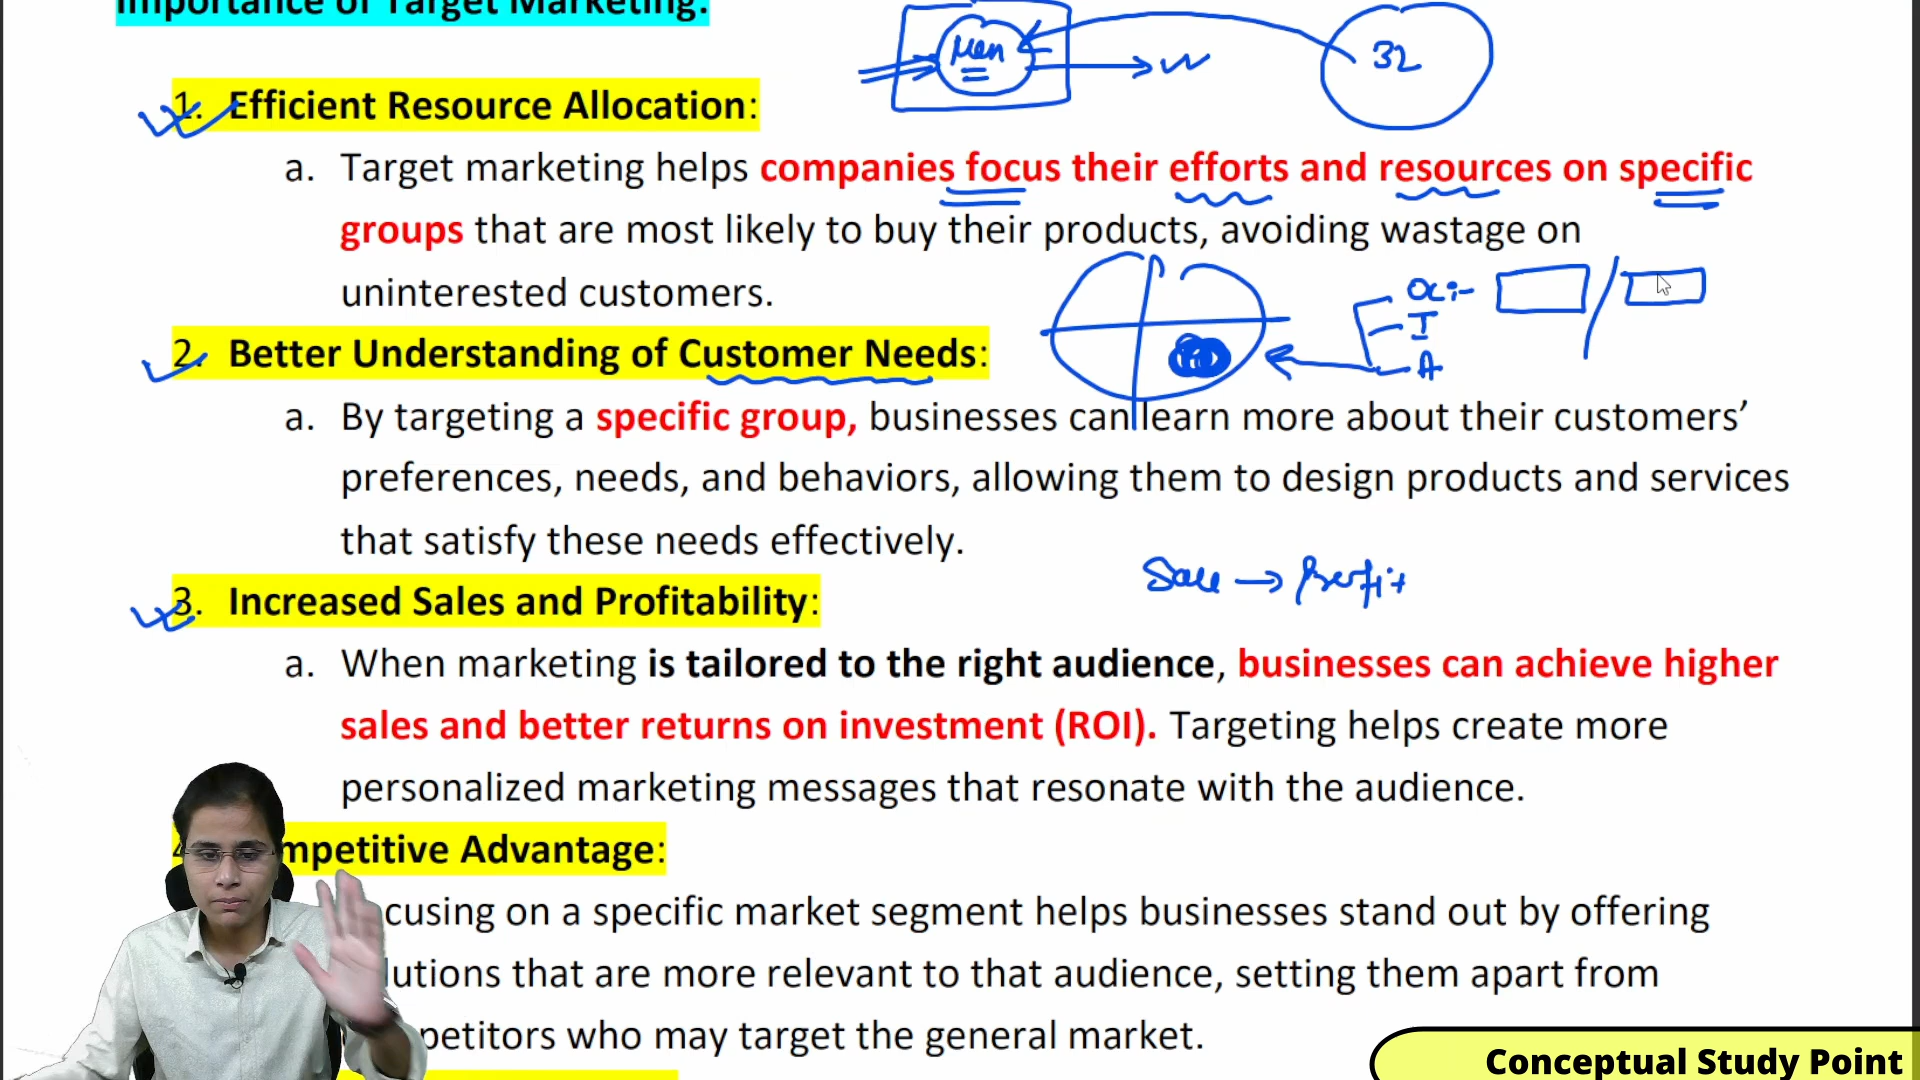 Importance of Target Marketing:
Men
W
32
1. Efficient Resource Allocation:
a. Target marketing helps companies focus their efforts and resources on specific
groups that are most likely to buy their products, avoiding wastage on
uninterested customers.
I
A
2. Better Understanding of Customer Needs:
a. By targeting a specific group, businesses can learn more about their customers’
preferences, needs, and behaviors, allowing them to design products and services
that satisfy these needs effectively.
Sale → Profit
3. Increased Sales and Profitability:
a. When marketing is tailored to the right audience, businesses can achieve higher
sales and better returns on investment (ROI). Targeting helps create more
personalized marketing messages that resonate with the audience.
mpetitive Advantage:
cusing on a specific market segment helps businesses stand out by offering
lutions that are more relevant to that audience, setting them apart from
petitors who may target the general market.
Conceptual Study Point